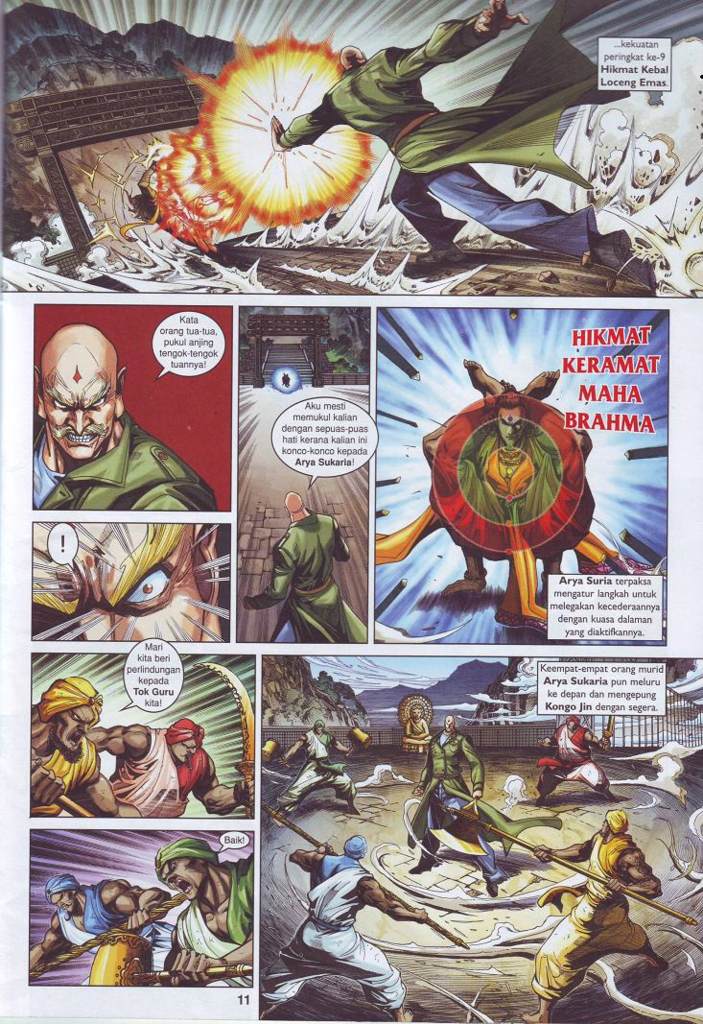 ...kekuatan
peringkat ke-9
Hikmat Kebal
Loceng Emas.
Kata
orang tua-tua,
pukul anjing
tengok-tengok
tuannya!
Aku mesti
memukul kalian
dengan sepuas-puas
hati kerana kalian ini
konco-konco kepada
Arya Sukaria!
HIKMAT
KERAMAT
MAHA
BRAHMA
!
Arya Suria terpaksa
mengatur langkah untuk
melegakan kecederaannya
dengan kuasa dalaman
yang diaktifkannya.
Mari
kita beri
perlindungan
kepada
Tok Guru
kita!
Keempat-empat orang murid
Arya Sukaria pun meluru
ke depan dan mengepung
Kongo Jin dengan segera.
Baik!
11